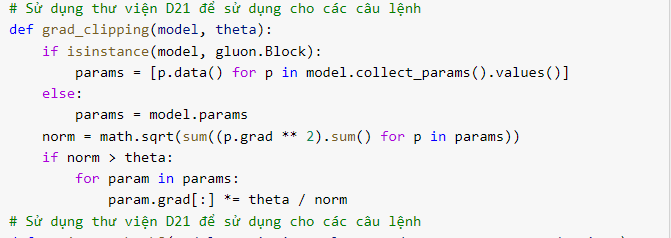 # Sử dụng thư viện D21 để sử dụng cho các câu lệnh
def grad_clipping(model, theta):
    if isinstance(model, gluon.Block):
        params = [p.data() for p in model.collect_params().values()]
    else:
        params = model.params
    norm = math.sqrt(sum((p.grad ** 2).sum() for p in params))
    if norm > theta:
        for param in params:
            param.grad[:] *= theta / norm
# Sử dụng thư viện D21 để sử dụng cho các câu lệnh